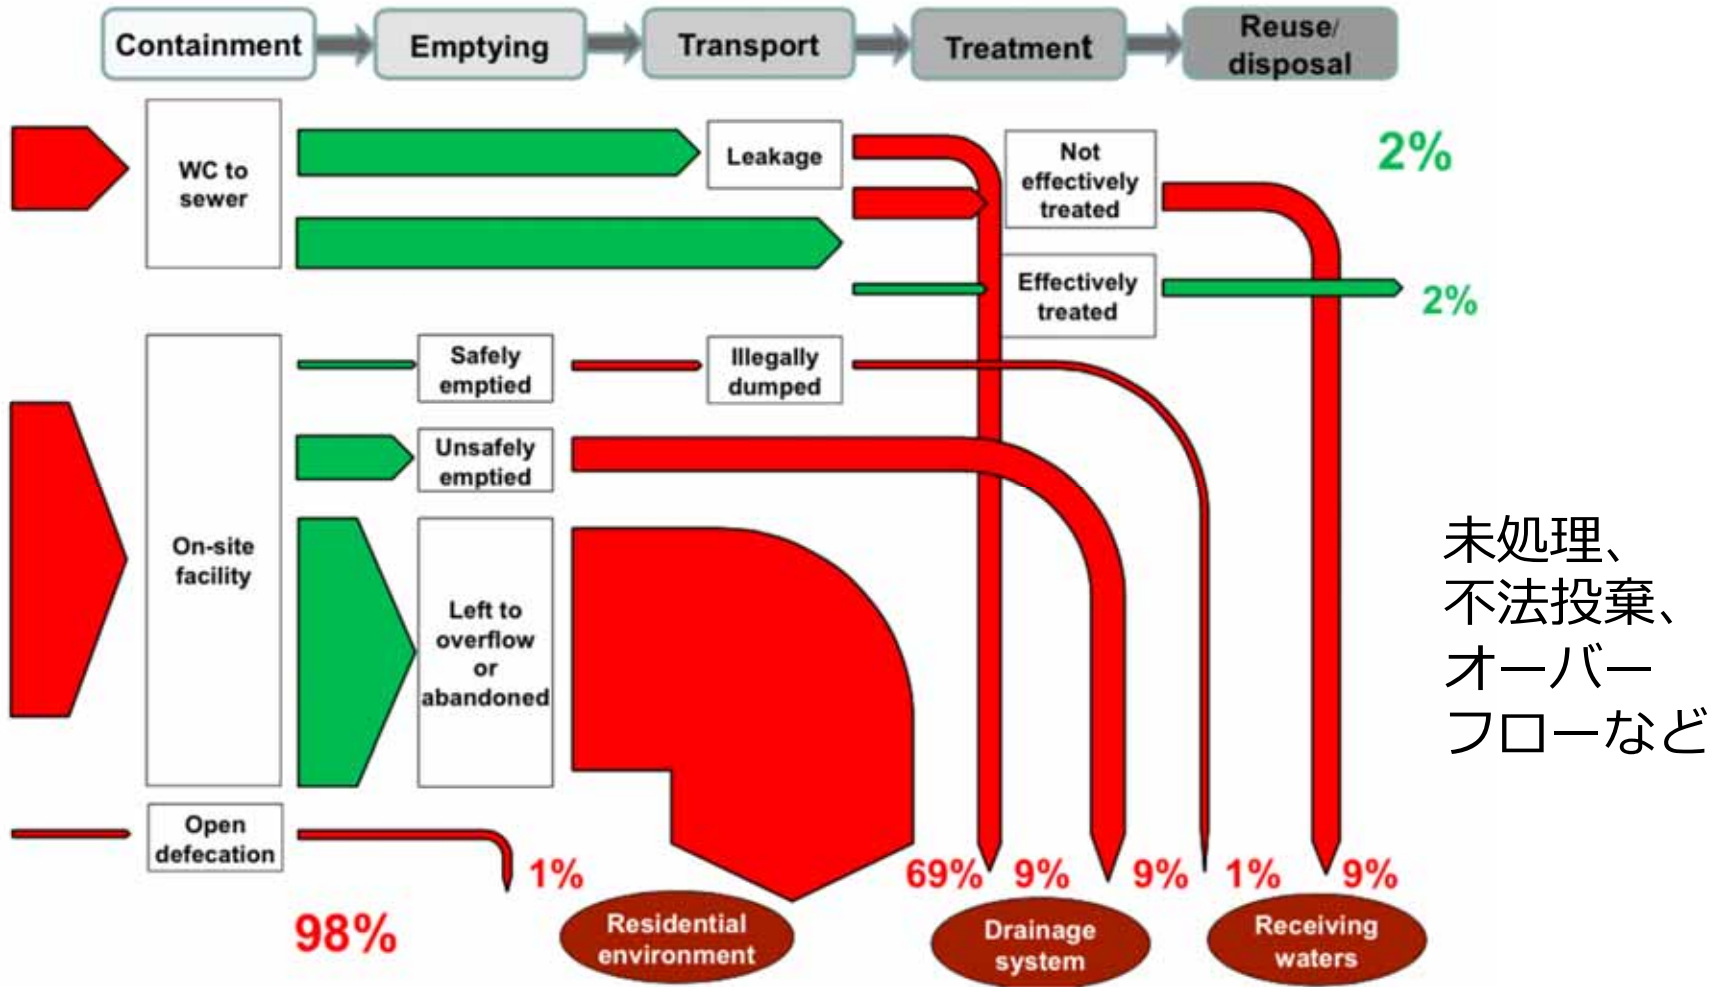 Containment
Emptying
Transport
Treatment
Reuse/
disposal
WC to
sewer
Leakage
Not
effectively
treated
2%
Effectively
treated
2%
Safely
emptied
Illegally
dumped
Unsafely
emptied
On-site
facility
Left to
overflow
or
abandoned
未処理、
不法投棄、
オーバー
フローなど
Open
defecation
1%
69%
9%
9%
1%
9%
98%
Residential
environment
Drainage
system
Receiving
waters